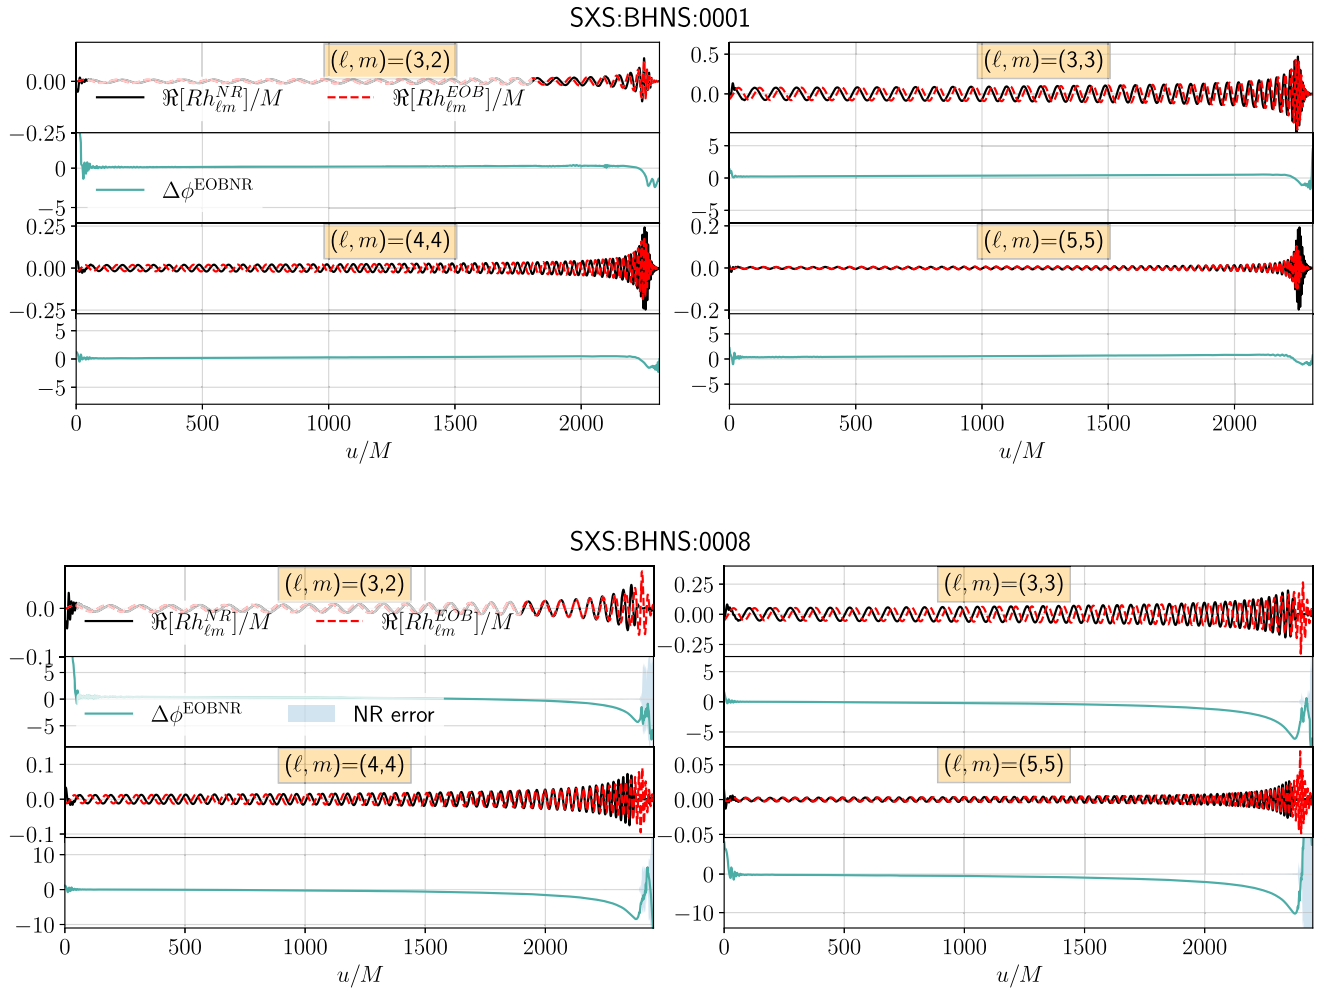 SXS:BHNS:0001
(ℓ, m)=(3,2)
0.00
ℜ[Rh^{NR}_{ℓm}]/M
ℜ[Rh^{EOB}_{ℓm}]/M
−0.25
0
Δϕ^{EOBNR}
−5
0.25
(ℓ, m)=(4,4)
0.00
−0.25
5
0
−5
0 500 1000 1500 2000
u/M
0.5
(ℓ, m)=(3,3)
0.0
5
0
−5
0.2
(ℓ, m)=(5,5)
0.0
−0.2
5
0
−5
0 500 1000 1500 2000
u/M
SXS:BHNS:0008
(ℓ, m)=(3,2)
0.0
ℜ[Rh^{NR}_{ℓm}]/M
ℜ[Rh^{EOB}_{ℓm}]/M
−0.1
5
0
Δϕ^{EOBNR}
NR error
−5
0.1
(ℓ, m)=(4,4)
0.0
−0.1
10
0
−10
0 500 1000 1500 2000
u/M
0.25
(ℓ, m)=(3,3)
0.00
−0.25
5
0
−5
0.05
(ℓ, m)=(5,5)
0.00
−0.05
0
−10
0 500 1000 1500 2000
u/M